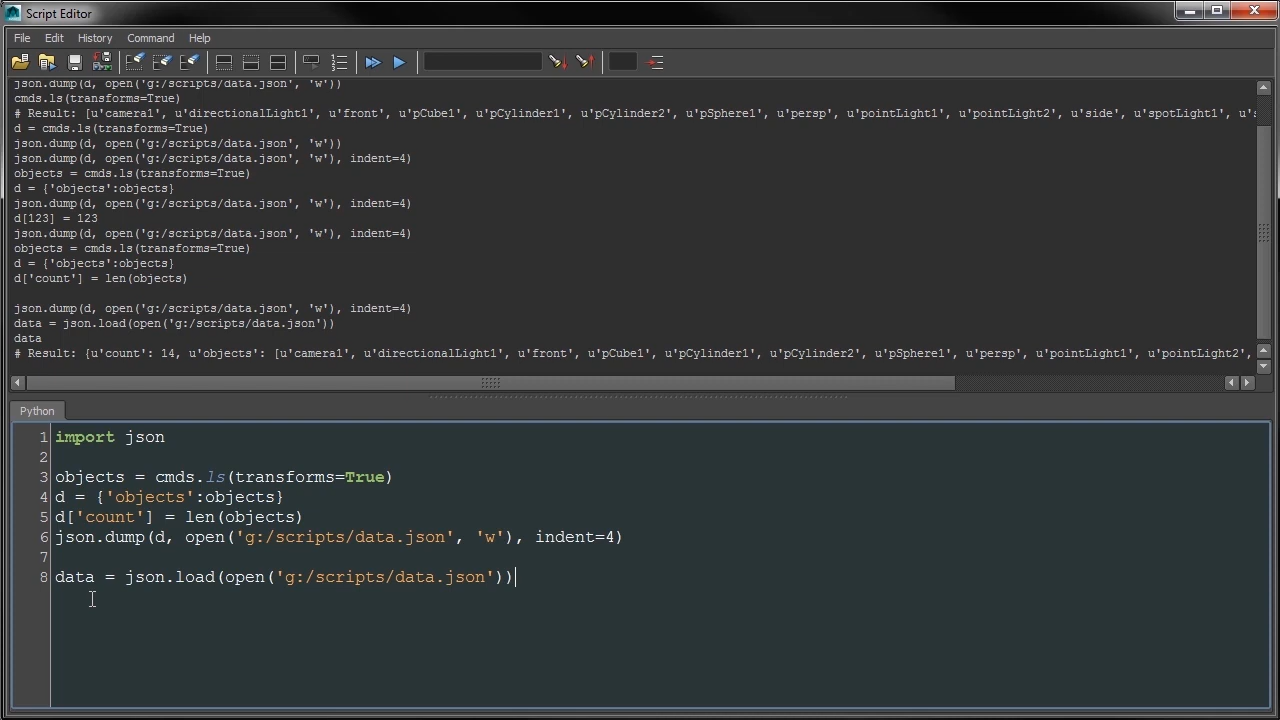 Script Editor
File Edit History Command Help
json.dump(d, open('g:/scripts/data.json', 'w'))
cmds.ls(transforms=True)
# Result: [u'camera1', u'directionalLight1', u'front', u'pCube1', u'pCylinder1', u'pCylinder2', u'pSphere1', u'persp', u'pointLight1', u'pointLight2', u'side', u'spotLight1', u's
d = cmds.ls(transforms=True)
json.dump(d, open('g:/scripts/data.json', 'w'))
json.dump(d, open('g:/scripts/data.json', 'w'), indent=4)
objects = cmds.ls(transforms=True)
d = {'objects':objects}
json.dump(d, open('g:/scripts/data.json', 'w'), indent=4)
d[123] = 123
json.dump(d, open('g:/scripts/data.json', 'w'), indent=4)
objects = cmds.ls(transforms=True)
d = {'objects':objects}
d['count'] = len(objects)
json.dump(d, open('g:/scripts/data.json', 'w'), indent=4)
data = json.load(open('g:/scripts/data.json'))
data
# Result: {u'count': 14, u'objects': [u'camera1', u'directionalLight1', u'front', u'pCube1', u'pCylinder1', u'pCylinder2', u'pSphere1', u'persp', u'pointLight1', u'pointLight2',
Python
1 import json
2
3 objects = cmds.ls(transforms=True)
4 d = {'objects':objects}
5 d['count'] = len(objects)
6 json.dump(d, open('g:/scripts/data.json', 'w'), indent=4)
7
8 data = json.load(open('g:/scripts/data.json'))